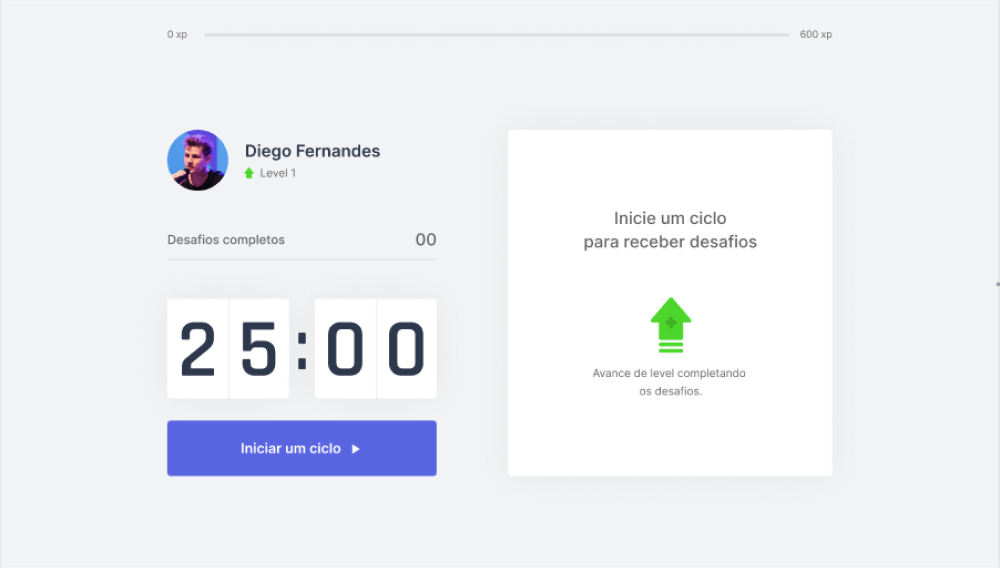 0 xp
600 xp
Diego Fernandes
Level 1
Desafios completos
00
25:00
Iniciar um ciclo
Inicie um ciclo
para receber desafios
Avance de level completando
os desafios.